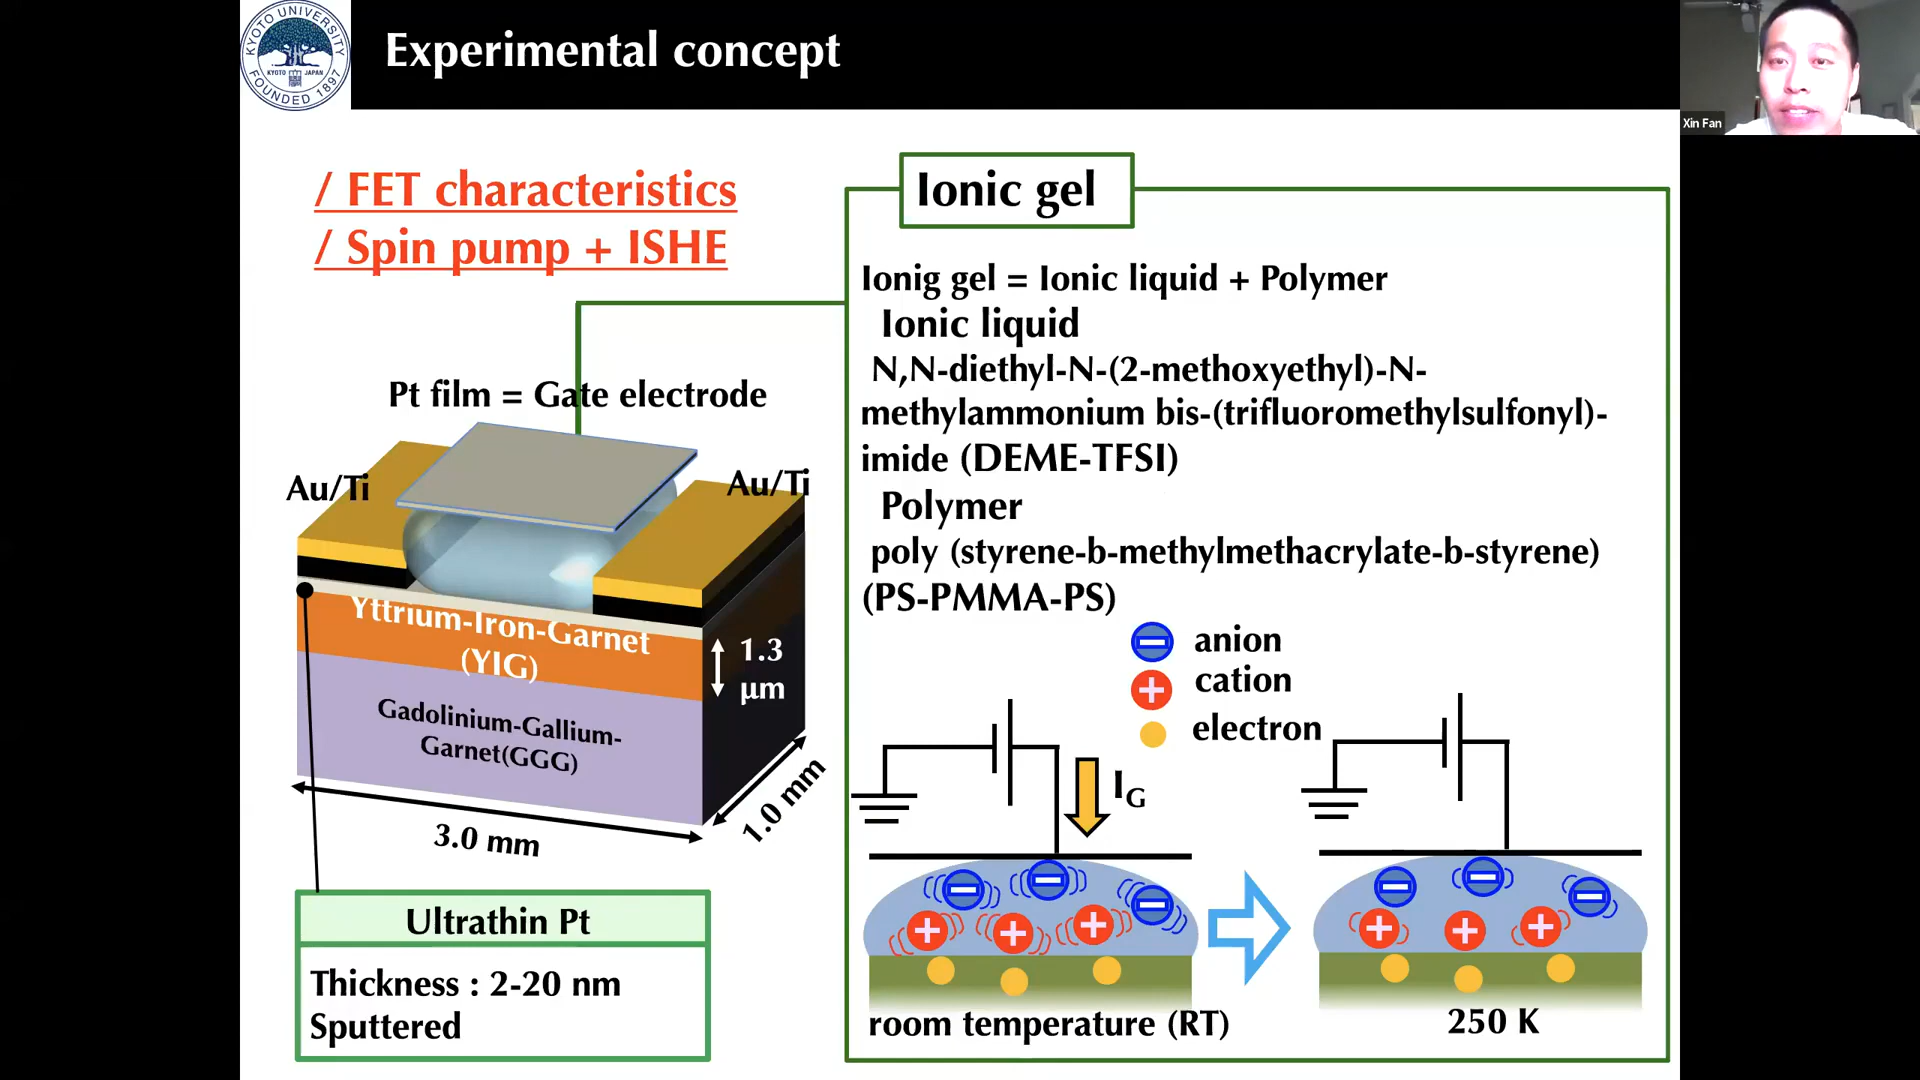 KYOTO UNIVERSITY
KYOTO JAPAN
FOUNDED 1897
Experimental concept
Xin Fan
/ FET characteristics
/ Spin pump + ISHE
Pt film = Gate electrode
Au/Ti
Au/Ti
Yttrium-Iron-Garnet
(YIG)
1.3
μm
Gadolinium-Gallium-
Garnet(GGG)
3.0 mm
1.0 mm
Ultrathin Pt
Thickness : 2-20 nm
Sputtered
Ionic gel
Ionig gel = Ionic liquid + Polymer
Ionic liquid
N,N-diethyl-N-(2-methoxyethyl)-N-
methylammonium bis-(trifluoromethylsulfonyl)-
imide (DEME-TFSI)
Polymer
poly (styrene-b-methylmethacrylate-b-styrene)
(PS-PMMA-PS)
anion
cation
electron
IG
room temperature (RT)
250 K